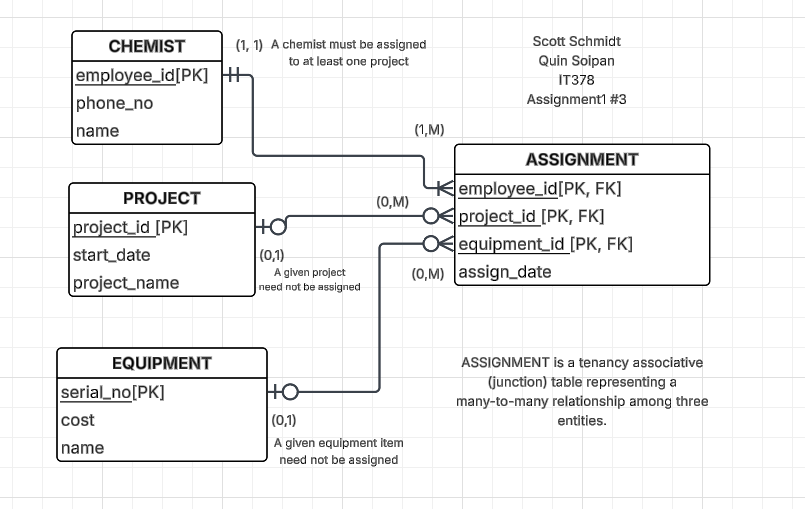 CHEMIST
employee_id[PK]
phone_no
name
(1, 1)
A chemist must be assigned
to at least one project
Scott Schmidt
Quin Soipan
IT378
Assignment1 #3
(1,M)
ASSIGNMENT
employee_id[PK, FK]
project_id [PK, FK]
equipment_id [PK, FK]
assign_date
PROJECT
project_id [PK]
start_date
project_name
(0,M)
(0,1)
A given project
need not be assigned
(0,M)
EQUIPMENT
serial_no[PK]
cost
name
(0,1)
A given equipment item
need not be assigned
ASSIGNMENT is a tenancy associative
(junction) table representing a
many-to-many relationship among three
entities.